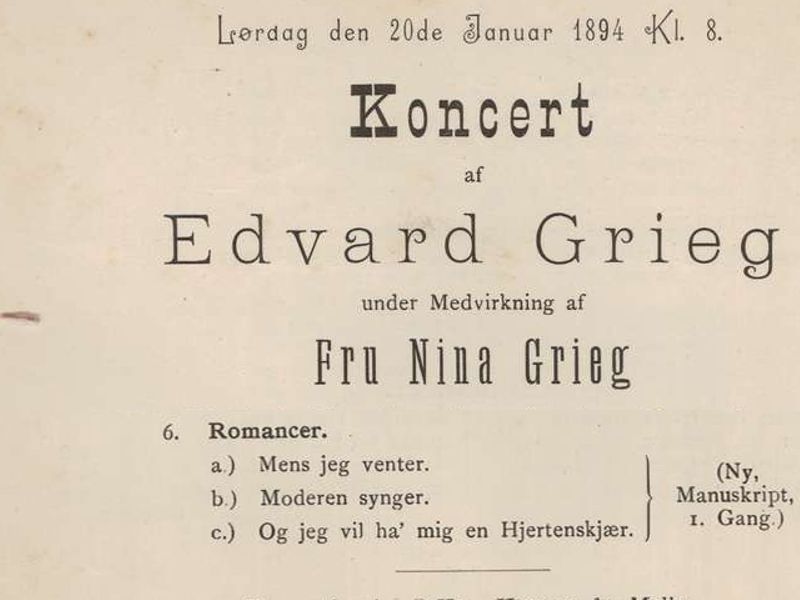 Lørdag den 20de Januar 1894 Kl. 8.
Koncert
af
Edvard Grieg
under Medvirkning af
Fru Nina Grieg
6. Romancer.
a.) Mens jeg venter.
b.) Moderen synger.
c.) Og jeg vil ha' mig en Hjertenskjær.
(Ny,
Manuskript,
1. Gang.)